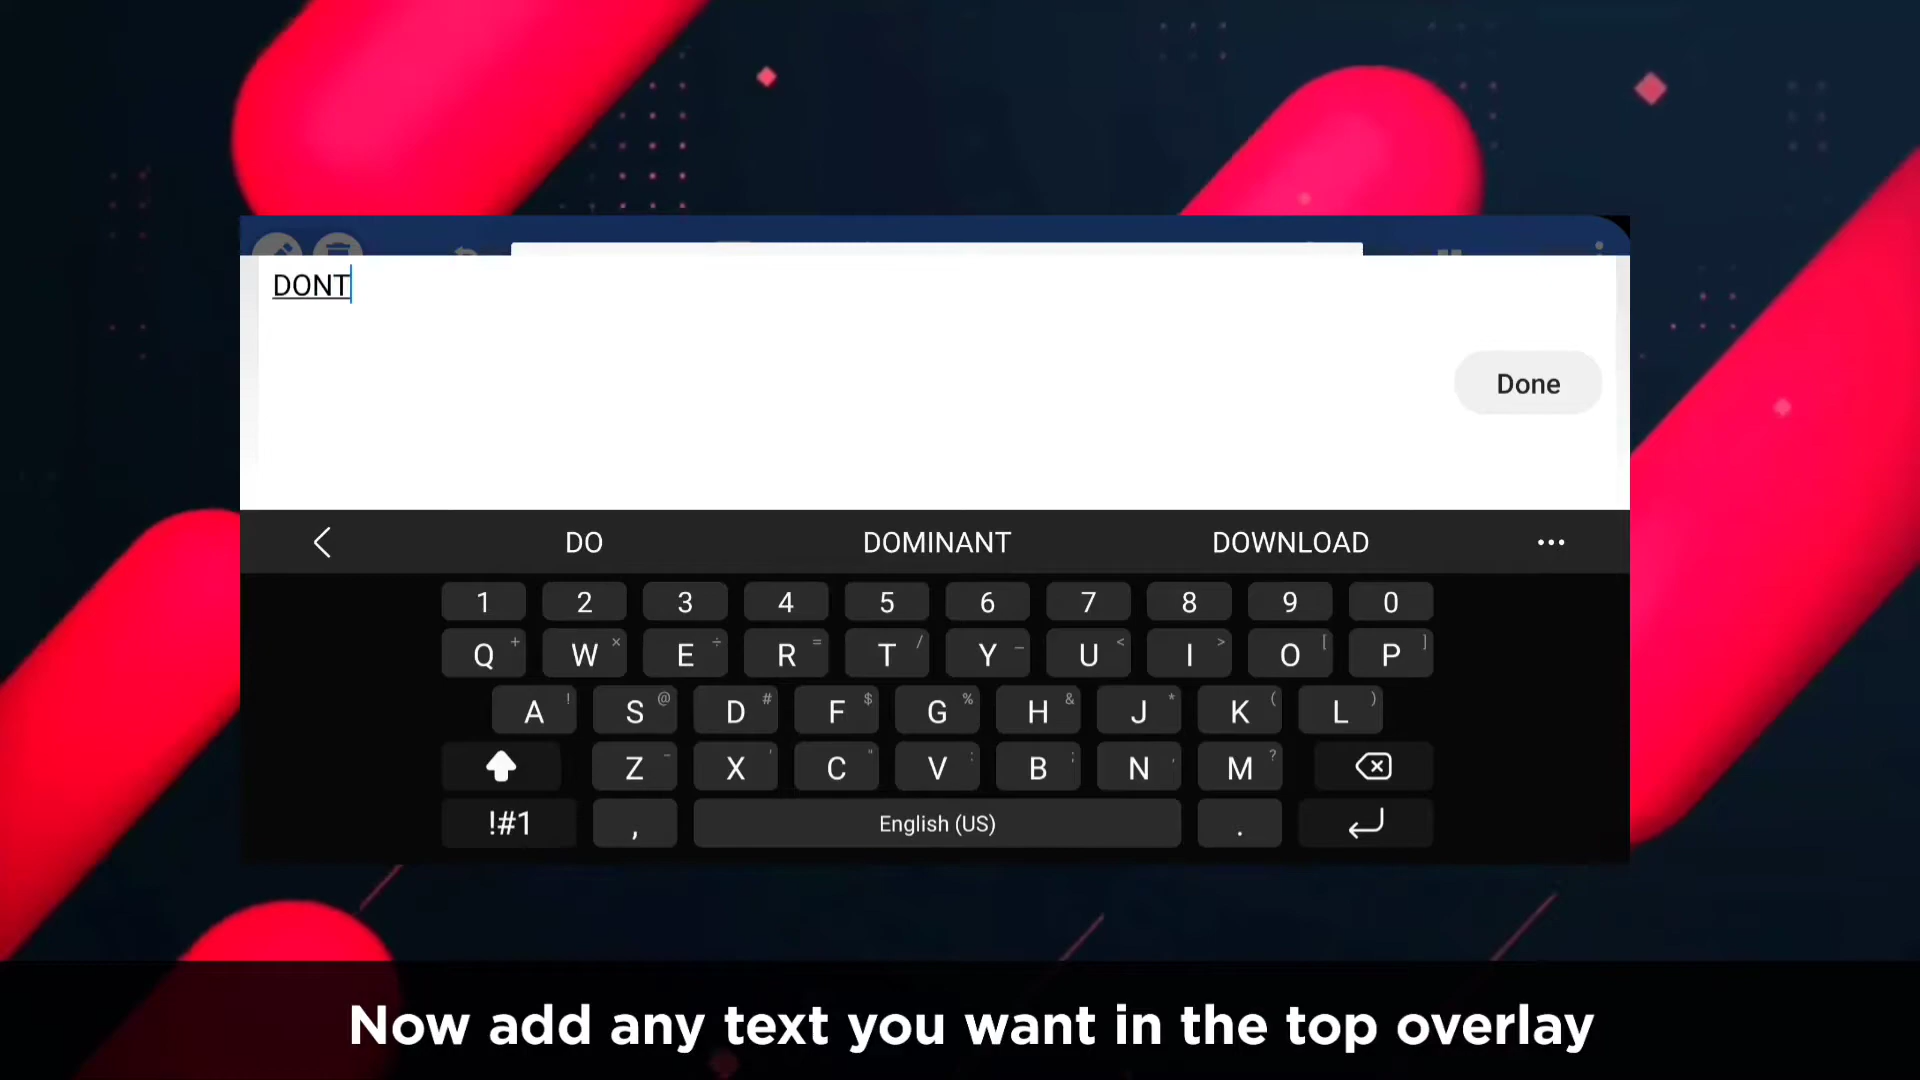 DONT
Done
DO DOMINANT DOWNLOAD ...
1 2 3 4 5 6 7 8 9 0
Q + W × E ÷ R = T / Y _ U < I > O [ P ]
A ! S @ D # F $ G % H & J * K ( L )
Z - X ' C " V : B ; N , M ?
!#1 , English (US) .
Now add any text you want in the top overlay